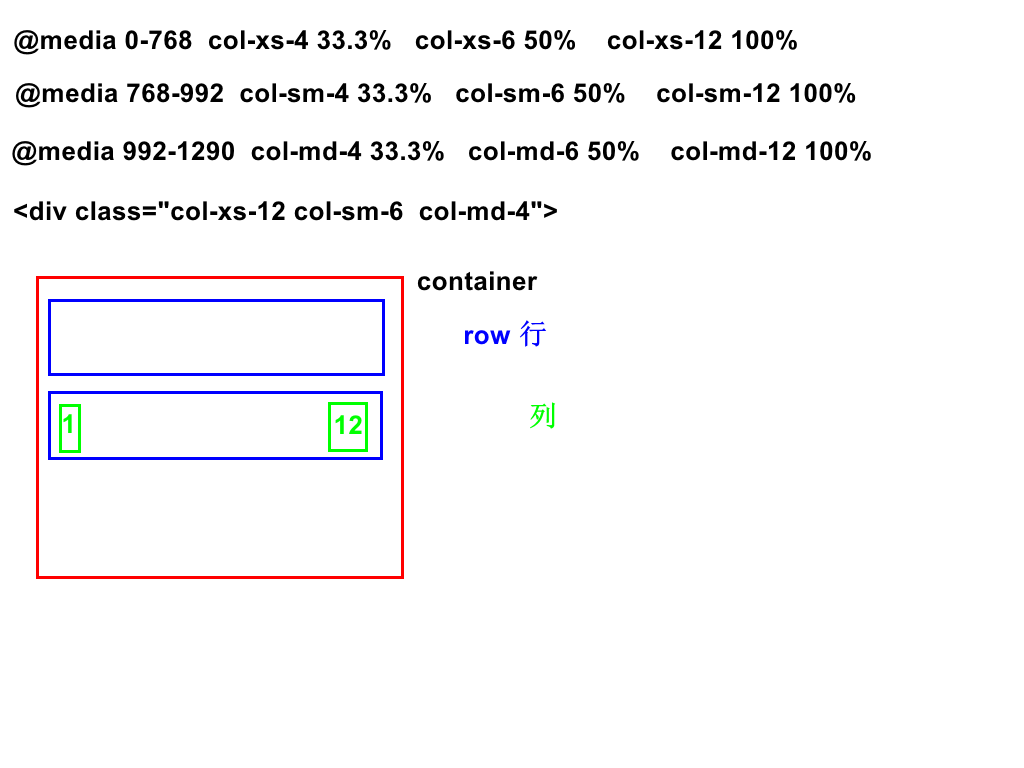 @media 0-768  col-xs-4 33.3%   col-xs-6 50%    col-xs-12 100%
@media 768-992  col-sm-4 33.3%   col-sm-6 50%    col-sm-12 100%
@media 992-1290  col-md-4 33.3%   col-md-6 50%    col-md-12 100%
<div class="col-xs-12 col-sm-6  col-md-4">
container
row 行
1
12
列